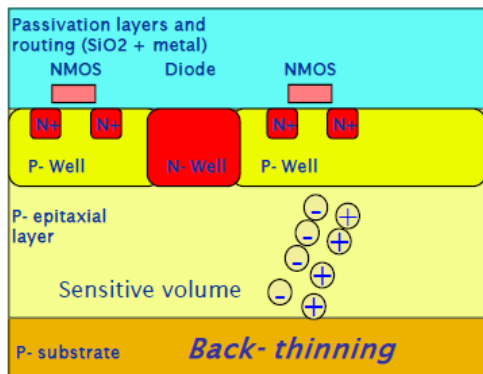 Passivation layers and
routing (SiO2 + metal)
NMOS Diode NMOS
N+ N+ N+ N+
P- Well N- Well P- Well
P- epitaxial
layer
- +
- +
- +
- +
Sensitive volume
P- substrate Back- thinning